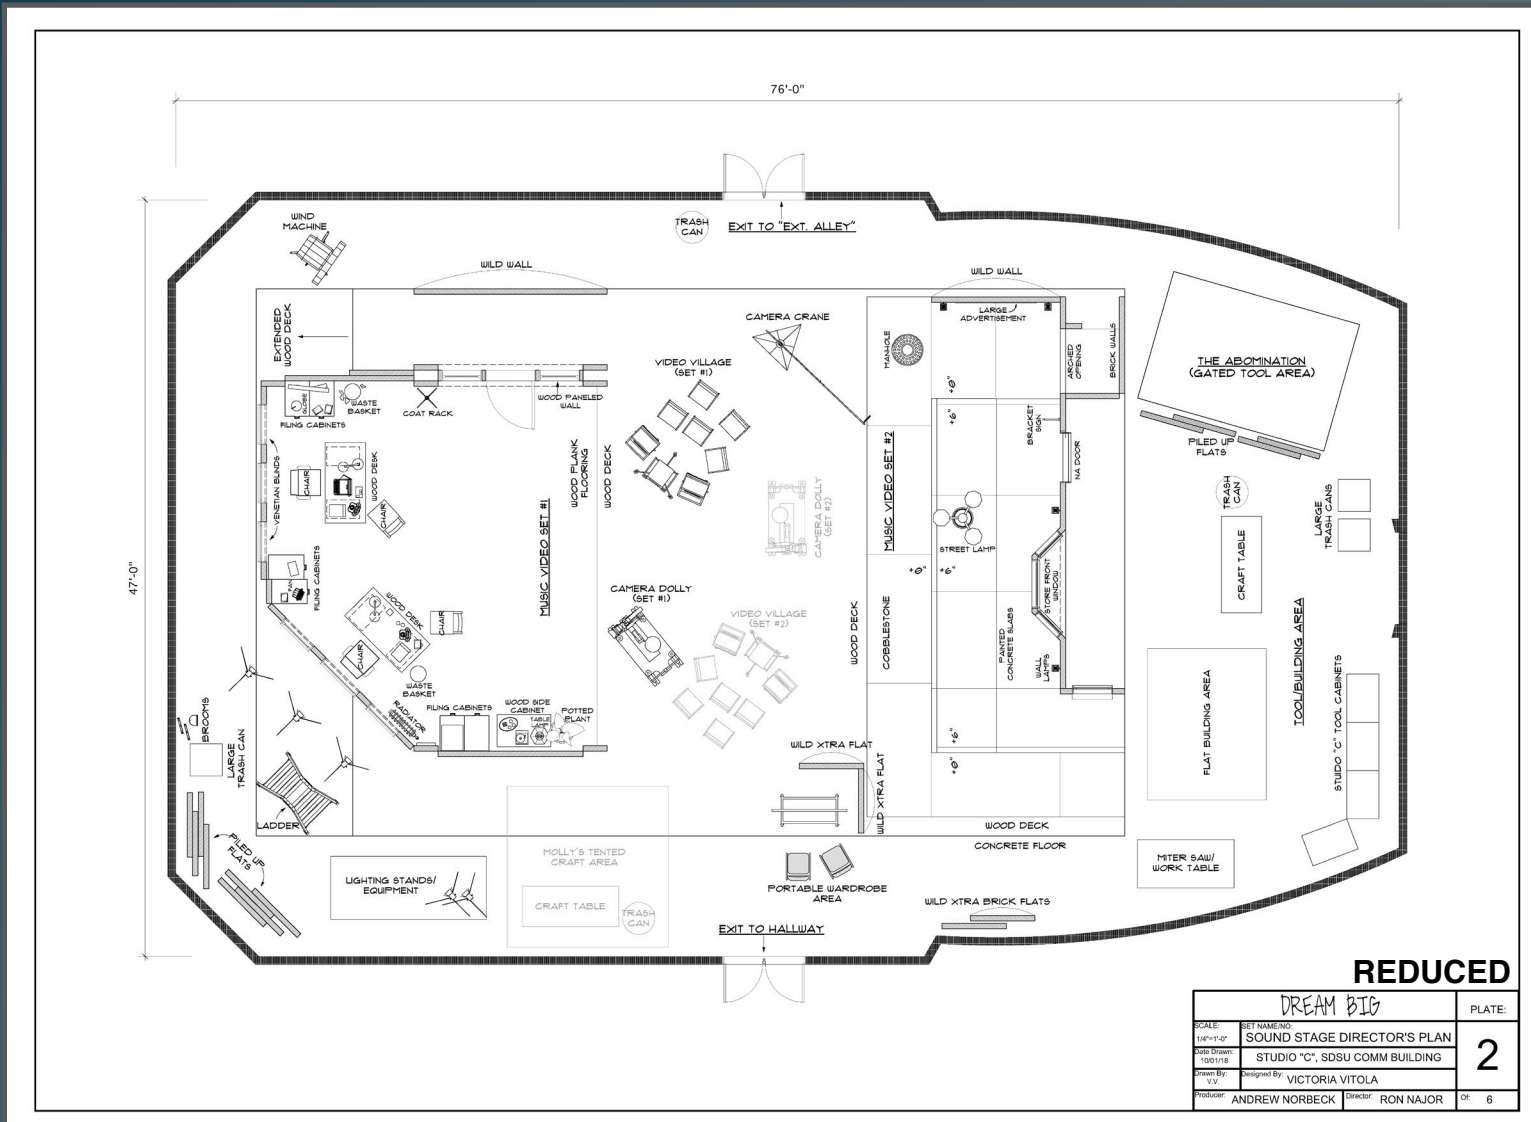 76'-0"
47'-0"
WIND
MACHINE
TRASH
CAN
EXIT TO "EXT. ALLEY"
WILD WALL
WILD WALL
LARGE
ADVERTISEMENT
EXTENDED
WOOD DECK
CAMERA CRANE
MANHOLE
ARCHED
OPENING
BRICK WALLS
THE ABOMINATION
(GATED TOOL AREA)
VIDEO VILLAGE
(SET #1)
GLOBE
WASTE
BASKET
FILING CABINETS
COAT RACK
WOOD PANELED
WALL
+0"
+6"
BRACKET
SIGN
PILED UP
FLATS
VENETIAN BLINDS
CHAIR
WOOD DESK
CHAIR
WOOD PLANK
FLOORING
WOOD DECK
MUSIC VIDEO SET #1
CAMERA DOLLY
(SET #2)
MUSIC VIDEO SET #2
NA DOOR
TRASH
CAN
LARGE
TRASH CANS
STREET LAMP
+0"
+6"
CRAFT TABLE
FAN
FILING CABINETS
STORE FRONT
WINDOW
CAMERA DOLLY
(SET #1)
VIDEO VILLAGE
(SET #2)
WOOD DECK
COBBLESTONE
PAINTED
CONCRETE SLABS
WALL
LAMPS
TOOL/BUILDING AREA
WOOD DESK
CHAIR
CHAIR
WASTE
BASKET
RADIATOR
FILING CABINETS
WOOD SIDE
CABINET
TABLE
LAMP
POTTED
PLANT
BROOMS
LARGE
TRASH CAN
FLAT BUILDING AREA
STUIDO "C" TOOL CABINETS
+6"
+0"
WILD XTRA FLAT
WILD XTRA FLAT
LADDER
WOOD DECK
CONCRETE FLOOR
PILED UP
FLATS
MOLLY'S TENTED
CRAFT AREA
CRAFT TABLE
TRASH
CAN
LIGHTING STANDS/
EQUIPMENT
PORTABLE WARDROBE
AREA
MITER SAW/
WORK TABLE
WILD XTRA BRICK FLATS
EXIT TO HALLWAY
REDUCED
DREAM BIG
PLATE:
SCALE:
1/4"=1'-0"
SET NAME/NO:
SOUND STAGE DIRECTOR'S PLAN
2
Date Drawn:
10/01/18
STUDIO "C", SDSU COMM BUILDING
Drawn By:
V.V.
Designed By: VICTORIA VITOLA
Producer: ANDREW NORBECK
Director: RON NAJOR
Of: 6